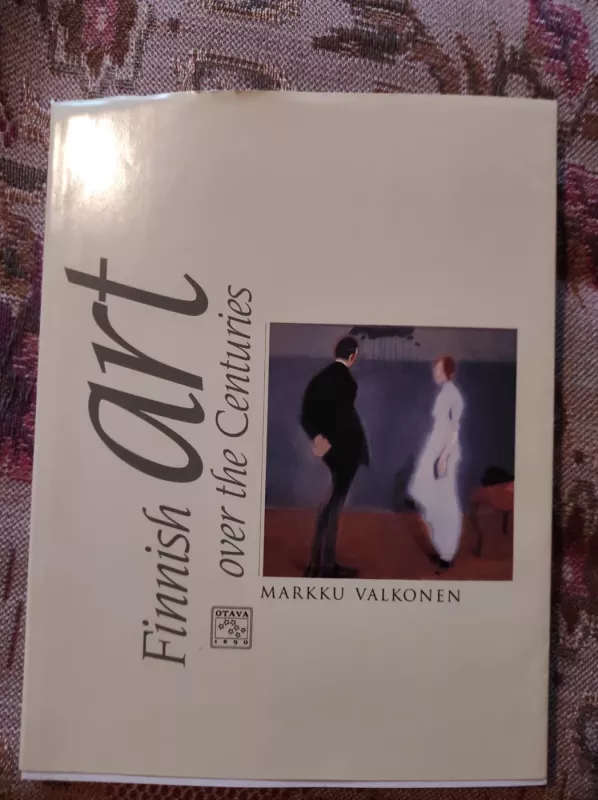 Finnish art
over the Centuries
MARKKU VALKONEN
OTAVA
1890